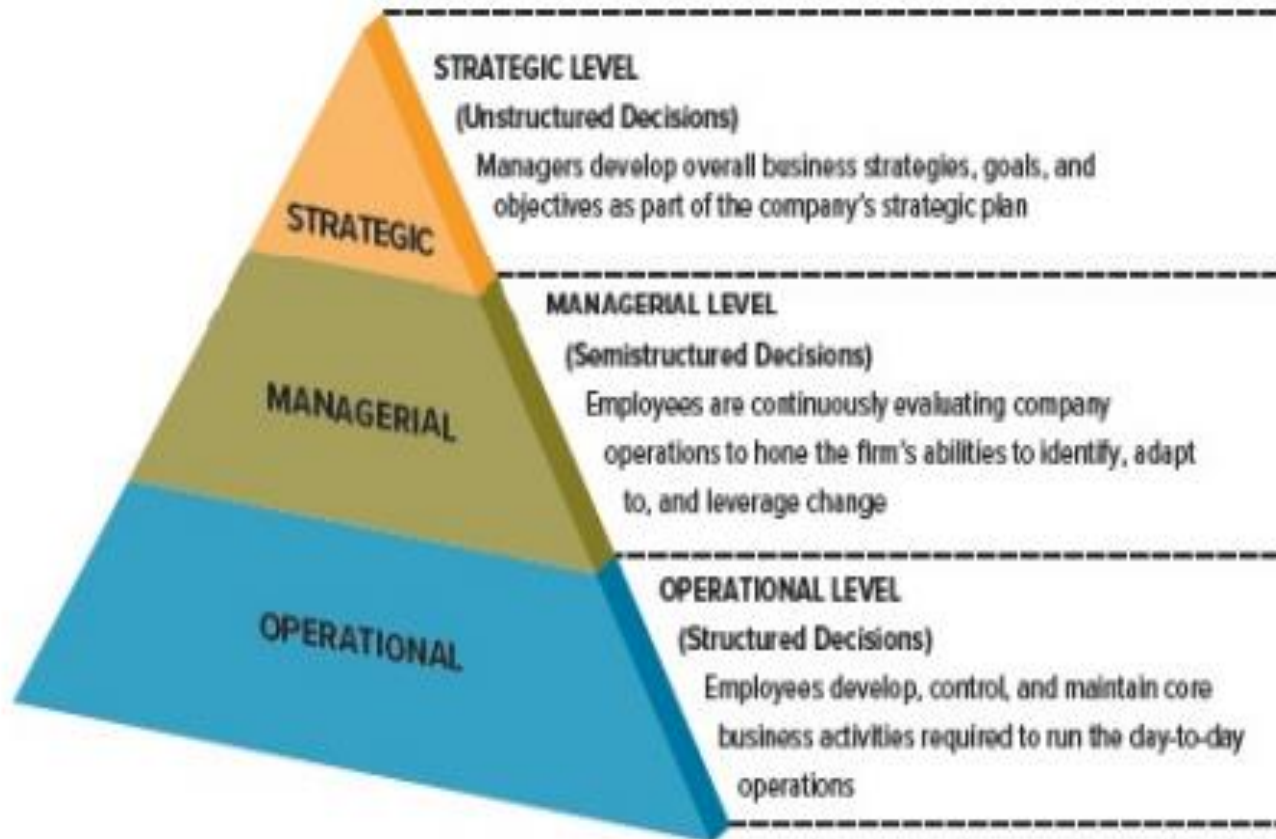 STRATEGIC LEVEL
(Unstructured Decisions)
Managers develop overall business strategies, goals, and
objectives as part of the company's strategic plan
STRATEGIC
MANAGERIAL LEVEL
(Semistructured Decisions)
Employees are continuously evaluating company
operations to hone the firm's abilities to identify, adapt
to, and leverage change
MANAGERIAL
OPERATIONAL LEVEL
(Structured Decisions)
Employees develop, control, and maintain core
business activities required to run the day-to-day
operations
OPERATIONAL